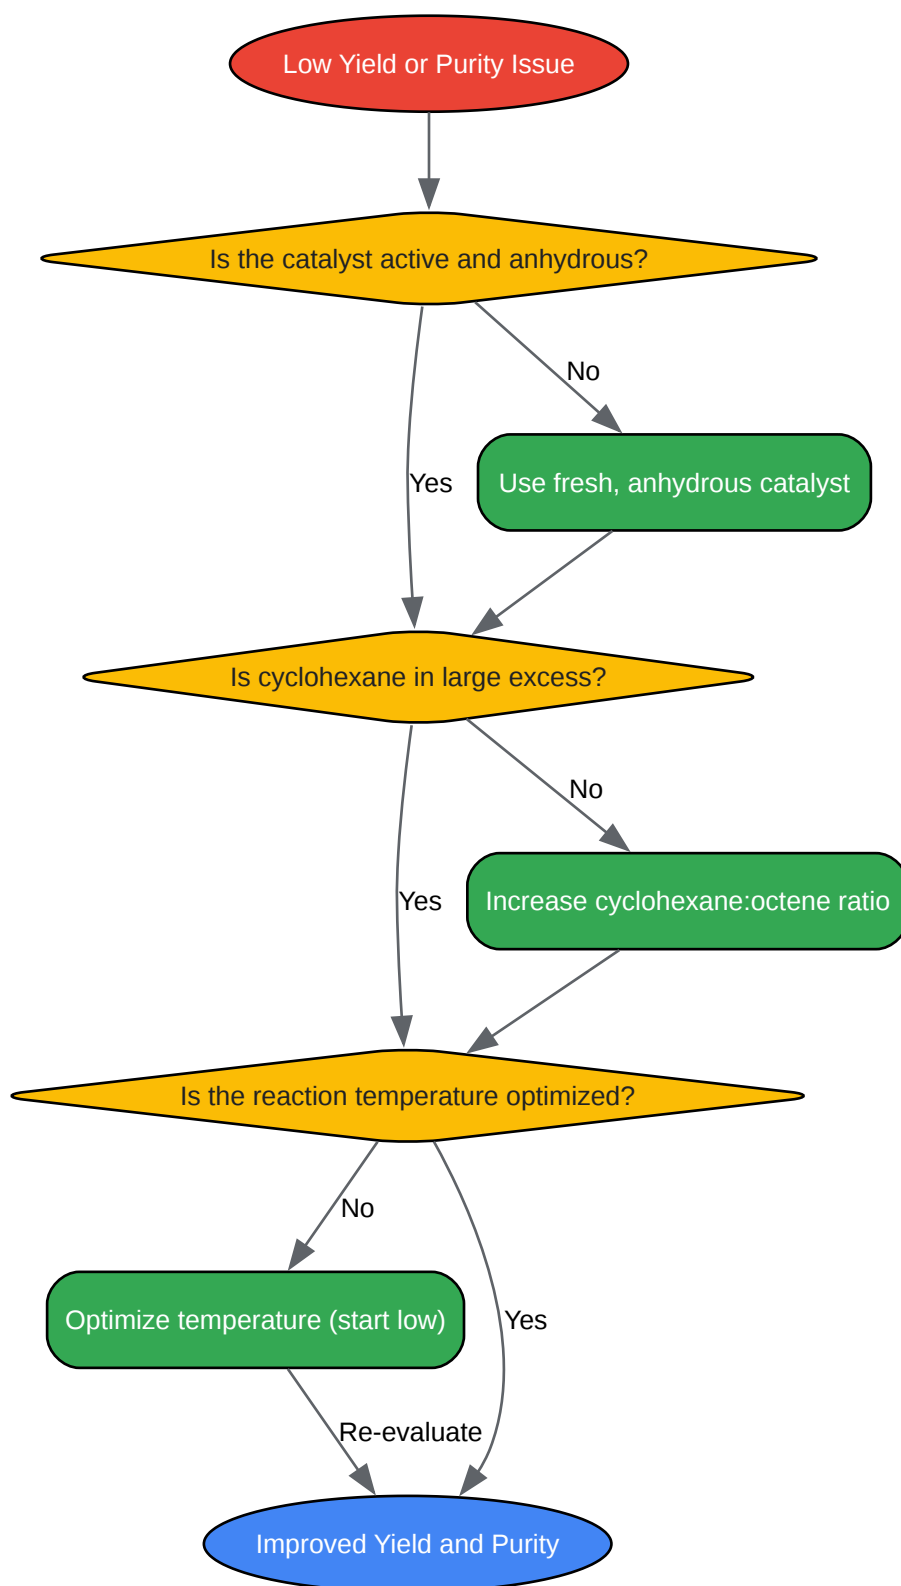 Low Yield or Purity Issue
Is the catalyst active and anhydrous?
No
Use fresh, anhydrous catalyst
Yes
Is cyclohexane in large excess?
No
Increase cyclohexane:octene ratio
Yes
Is the reaction temperature optimized?
No
Optimize temperature (start low)
Yes
Re-evaluate
Improved Yield and Purity